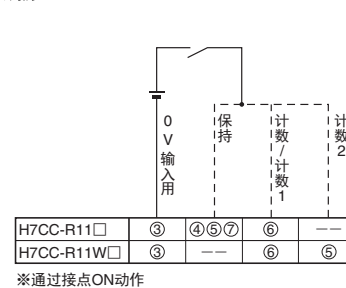 0V输入用
保持
计数/计数1
计数2
H7CC-R11□ ③ ④⑤⑦ ⑥ --
H7CC-R11W□ ③ -- ⑥ ⑤
※通过接点ON动作